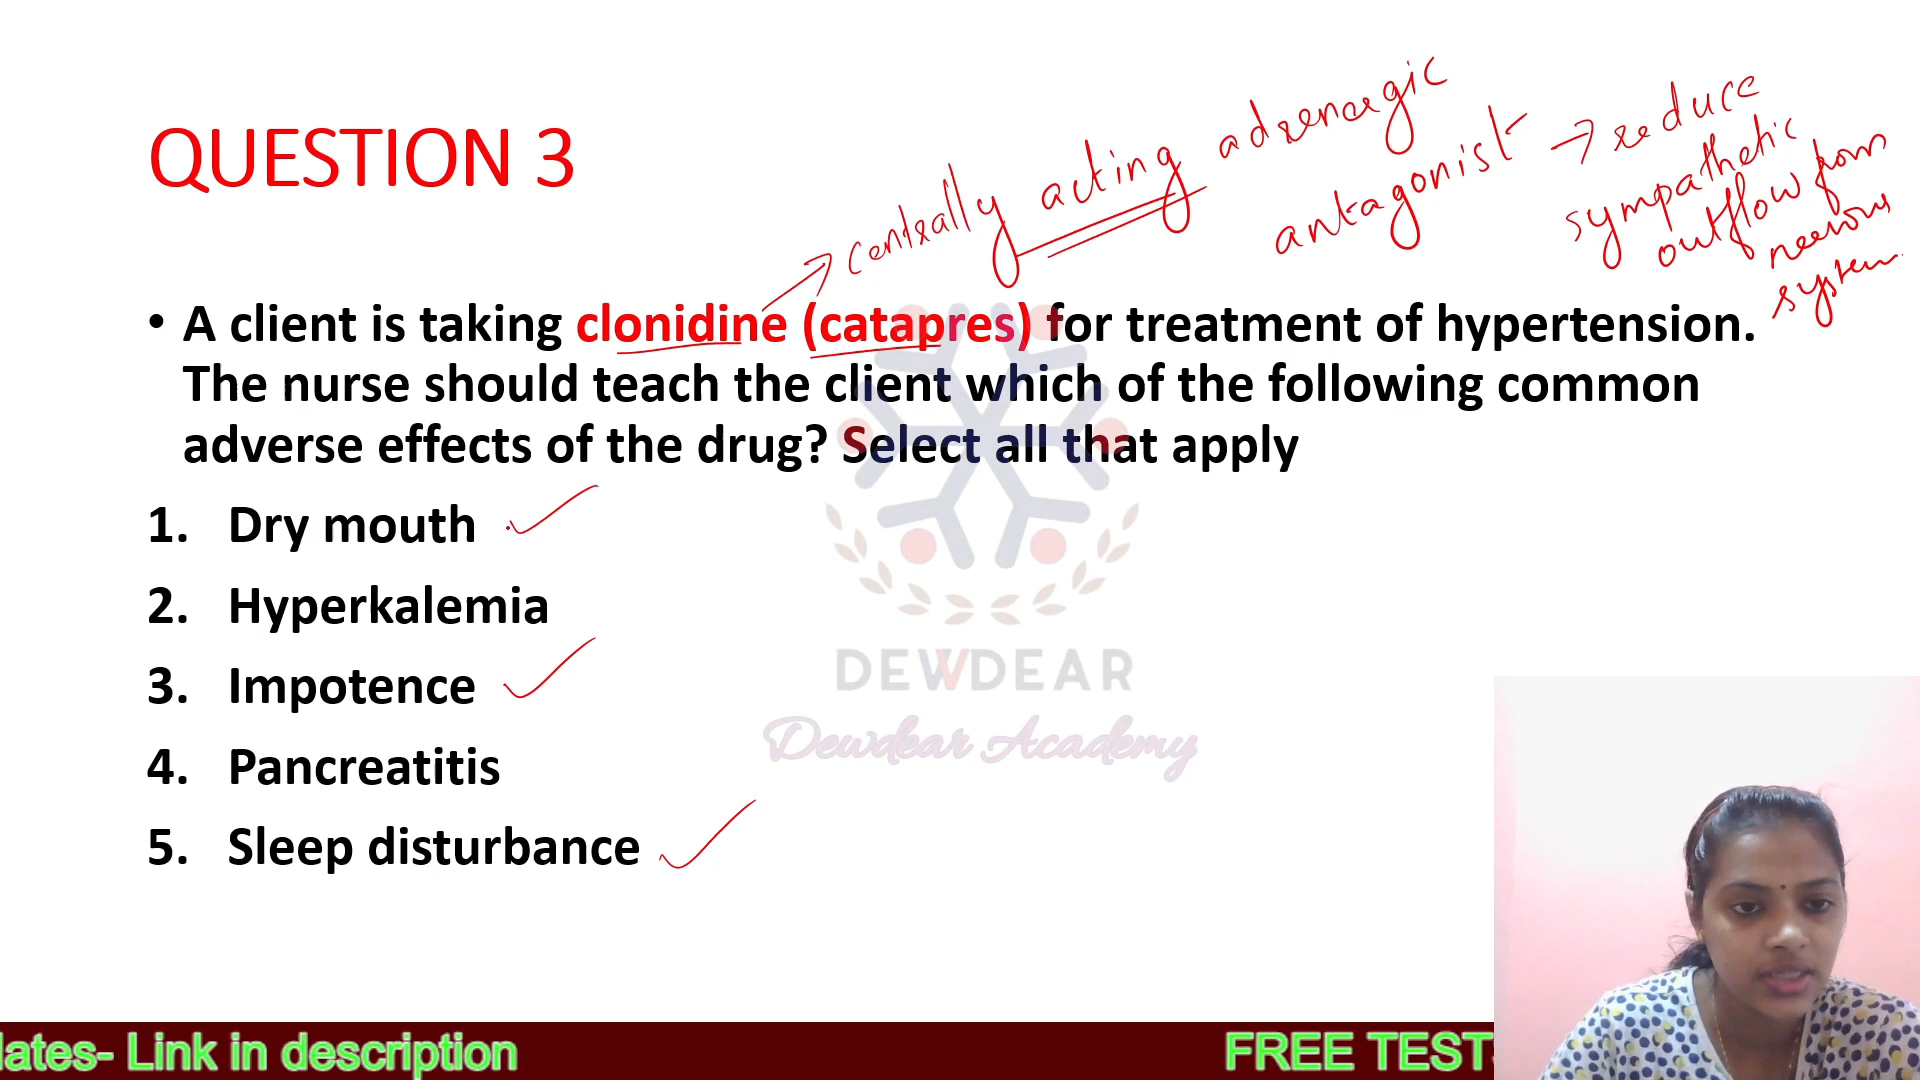 QUESTION 3
centrally acting adrenergic
antagonist → reduce
sympathetic
outflow from
nervous
system
• A client is taking clonidine (catapres) for treatment of hypertension.
The nurse should teach the client which of the following common
adverse effects of the drug? Select all that apply
1. Dry mouth
2. Hyperkalemia
3. Impotence
4. Pancreatitis
5. Sleep disturbance
DEWDEAR
Dewdear Academy
lates- Link in description
FREE TEST